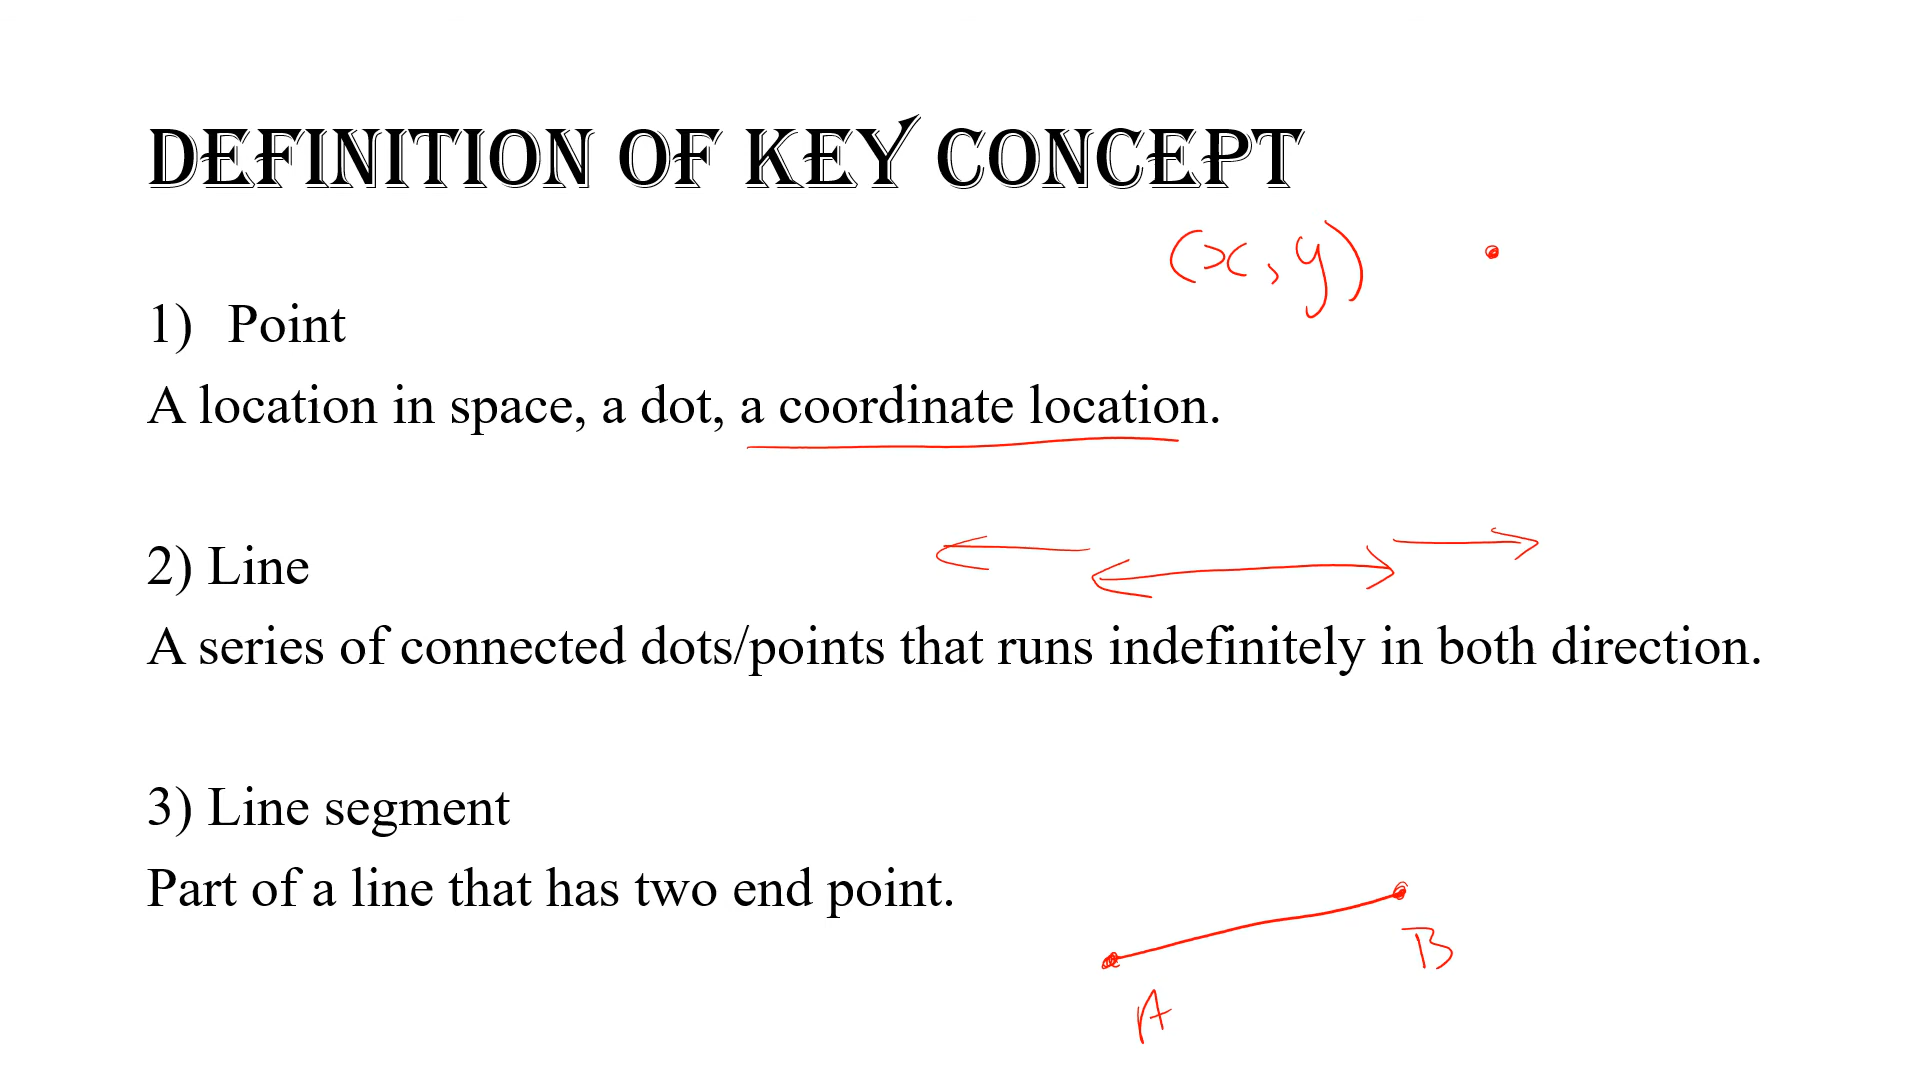 DEFINITION OF KEY CONCEPT
(x, y)
1) Point
A location in space, a dot, a coordinate location.
2) Line
A series of connected dots/points that runs indefinitely in both direction.
3) Line segment
Part of a line that has two end point.
B
A